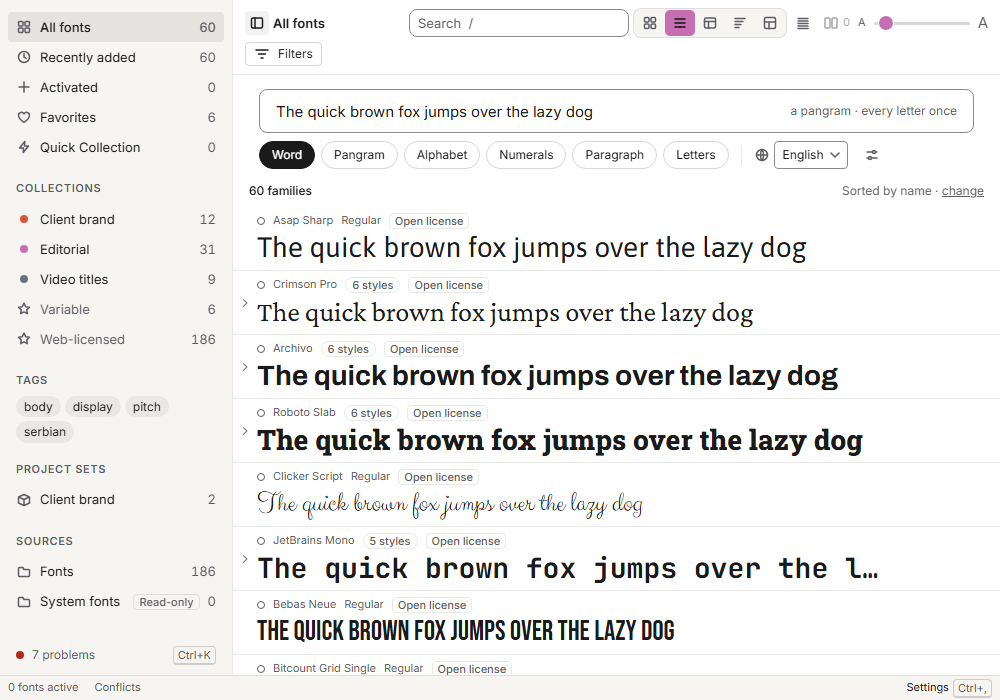 All fonts 60
Recently added 60
Activated 0
Favorites 6
Quick Collection 0
COLLECTIONS
Client brand 12
Editorial 31
Video titles 9
Variable 6
Web-licensed 186
TAGS
body display pitch
serbian
PROJECT SETS
Client brand 2
SOURCES
Fonts 186
System fonts Read-only 0
7 problems Ctrl+K
All fonts Search / 0 A A
Filters
The quick brown fox jumps over the lazy dog a pangram · every letter once
Word Pangram Alphabet Numerals Paragraph Letters English
60 families Sorted by name · change
Asap Sharp Regular Open license
The quick brown fox jumps over the lazy dog
Crimson Pro 6 styles Open license
The quick brown fox jumps over the lazy dog
Archivo 6 styles Open license
The quick brown fox jumps over the lazy dog
Roboto Slab 6 styles Open license
The quick brown fox jumps over the lazy dog
Clicker Script Regular Open license
The quick brown fox jumps over the lazy dog
JetBrains Mono 5 styles Open license
The quick brown fox jumps over the l…
Bebas Neue Regular Open license
THE QUICK BROWN FOX JUMPS OVER THE LAZY DOG
Bitcount Grid Single Regular Open license
0 fonts active Conflicts Settings Ctrl+,